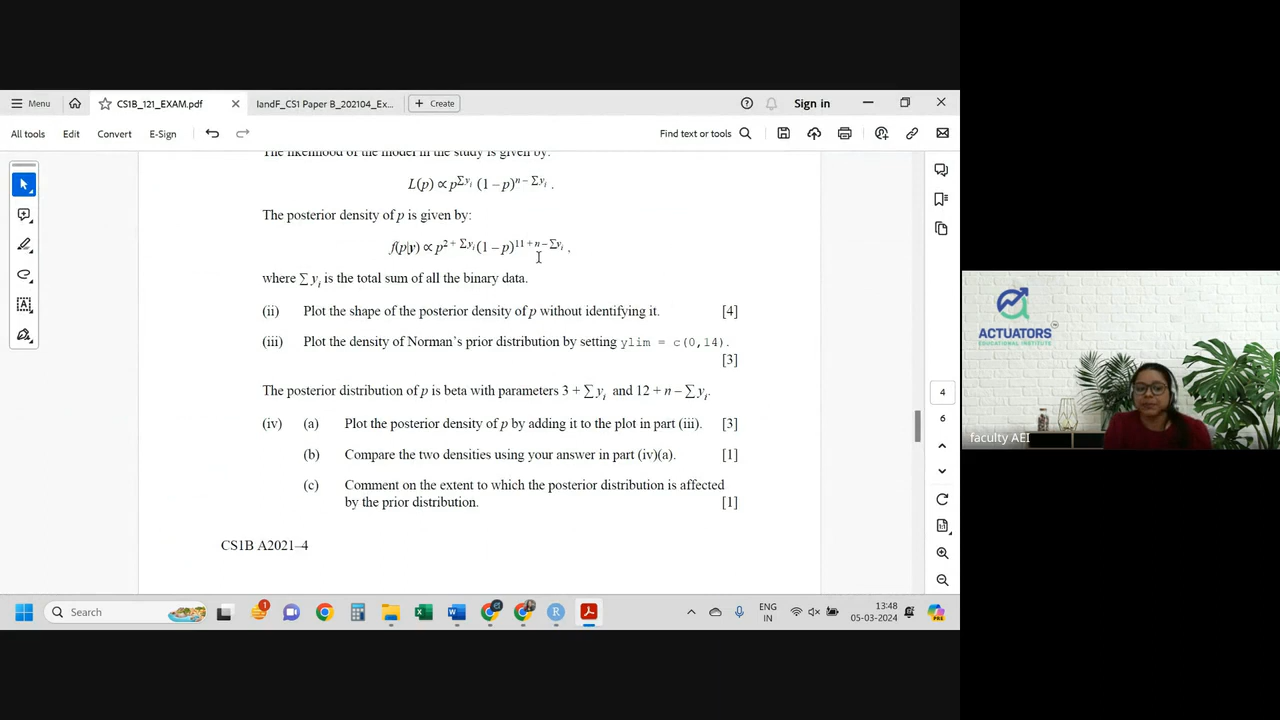 Menu
CS1B_121_EXAM.pdf
IandF_CS1 Paper B_202104_Ex...
Create
Sign in
All tools
Edit
Convert
E-Sign
Find text or tools
The likelihood of the model in the study is given by:
L(p) ∝ p^{∑ y_i} (1 – p)^{n – ∑ y_i} .
The posterior density of p is given by:
f(p|y) ∝ p^{2 + ∑ y_i} (1 – p)^{11 + n – ∑ y_i} ,
where ∑ y_i is the total sum of all the binary data.
(ii) Plot the shape of the posterior density of p without identifying it. [4]
(iii) Plot the density of Norman’s prior distribution by setting ylim = c(0,14).
[3]
The posterior distribution of p is beta with parameters 3 + ∑ y_i and 12 + n – ∑ y_i.
(iv) (a) Plot the posterior density of p by adding it to the plot in part (iii). [3]
(b) Compare the two densities using your answer in part (iv)(a). [1]
(c) Comment on the extent to which the posterior distribution is affected
by the prior distribution. [1]
CS1B A2021–4
4
6
ACTUATORS
EDUCATIONAL INSTITUTE
faculty AEI
Search
ENG
IN
13:48
05-03-2024